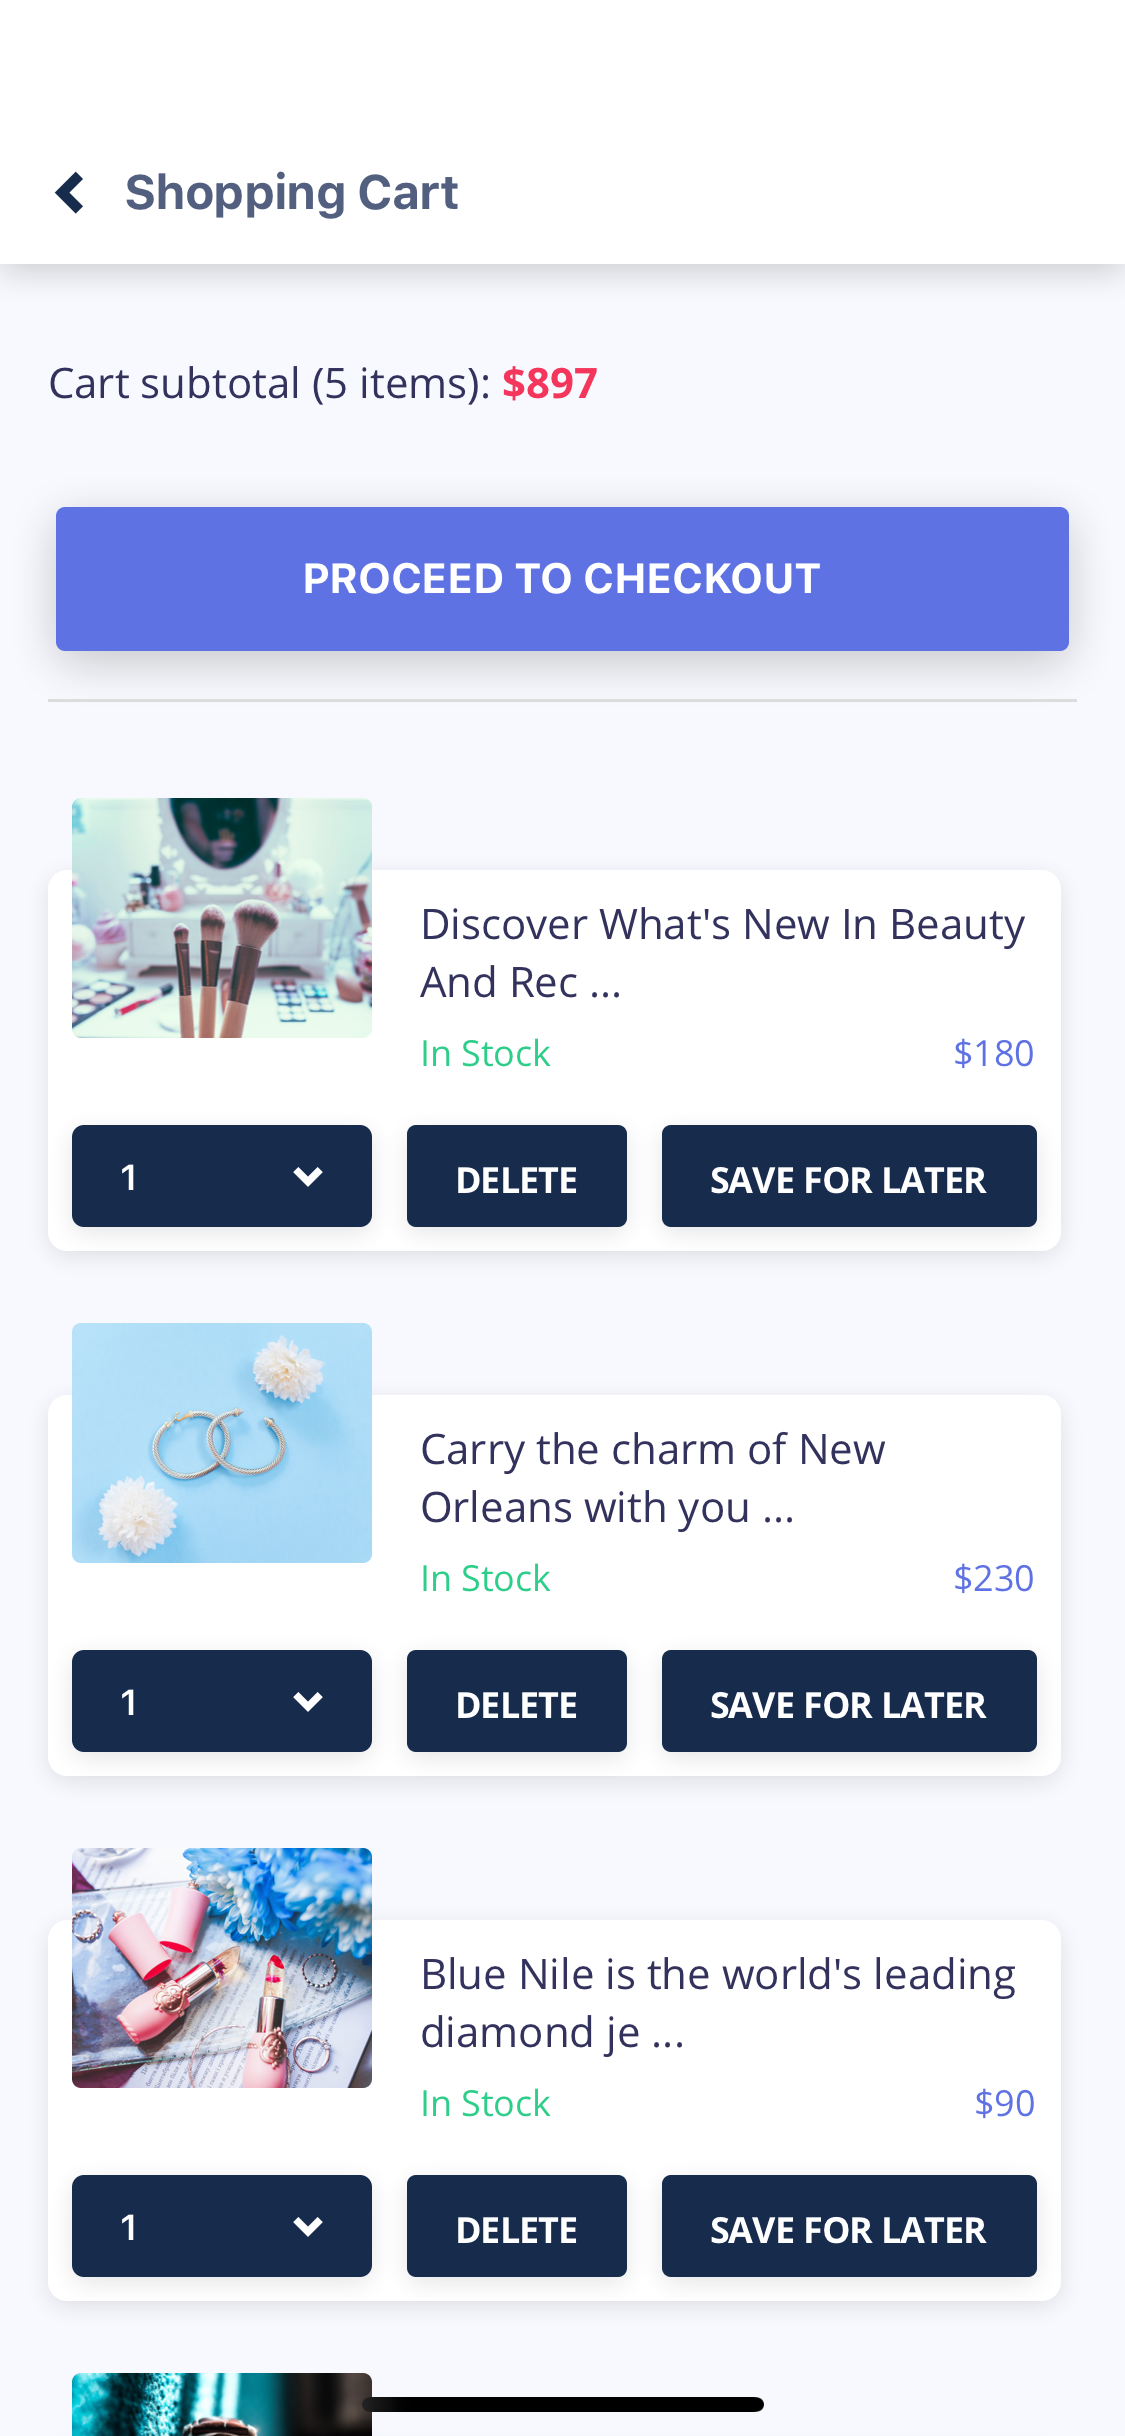 Shopping Cart
Cart subtotal (5 items): $897
PROCEED TO CHECKOUT
Discover What's New In Beauty
And Rec ...
In Stock
$180
1
DELETE
SAVE FOR LATER
Carry the charm of New
Orleans with you ...
In Stock
$230
1
DELETE
SAVE FOR LATER
Blue Nile is the world's leading
diamond je ...
In Stock
$90
1
DELETE
SAVE FOR LATER